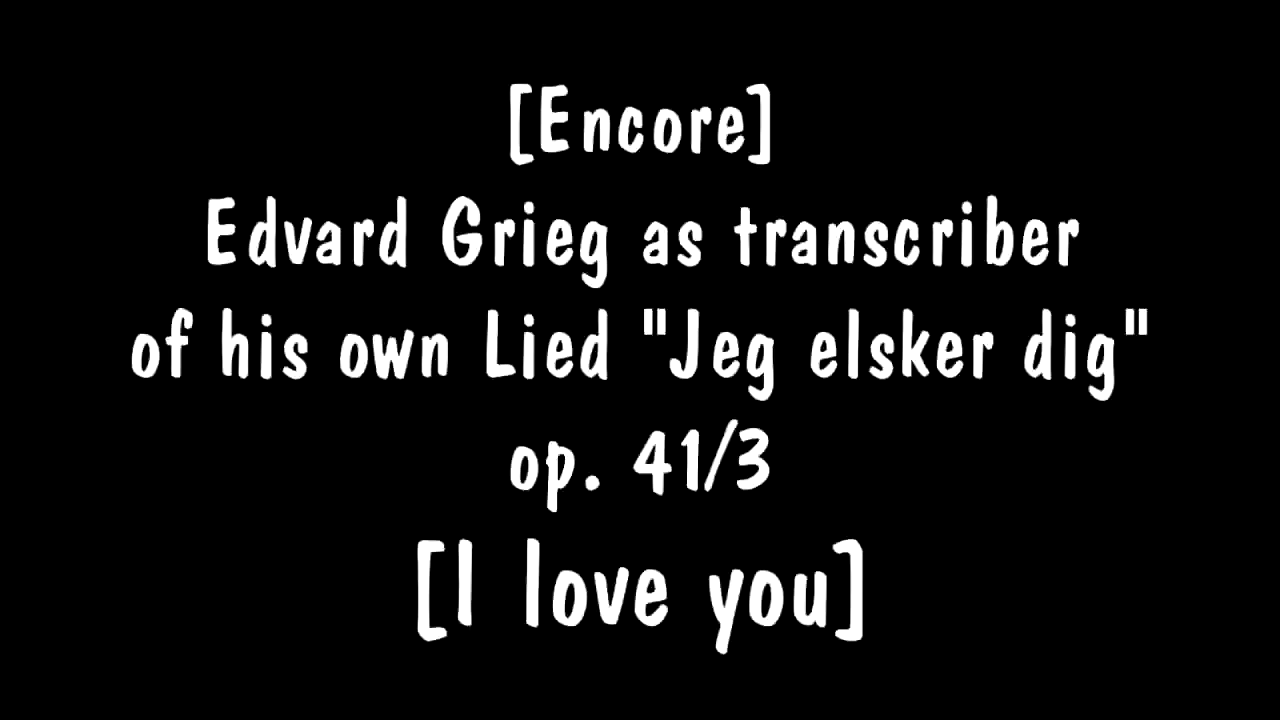 [Encore]
Edvard Grieg as transcriber
of his own Lied "Jeg elsker dig"
op. 41/3
[I love you]